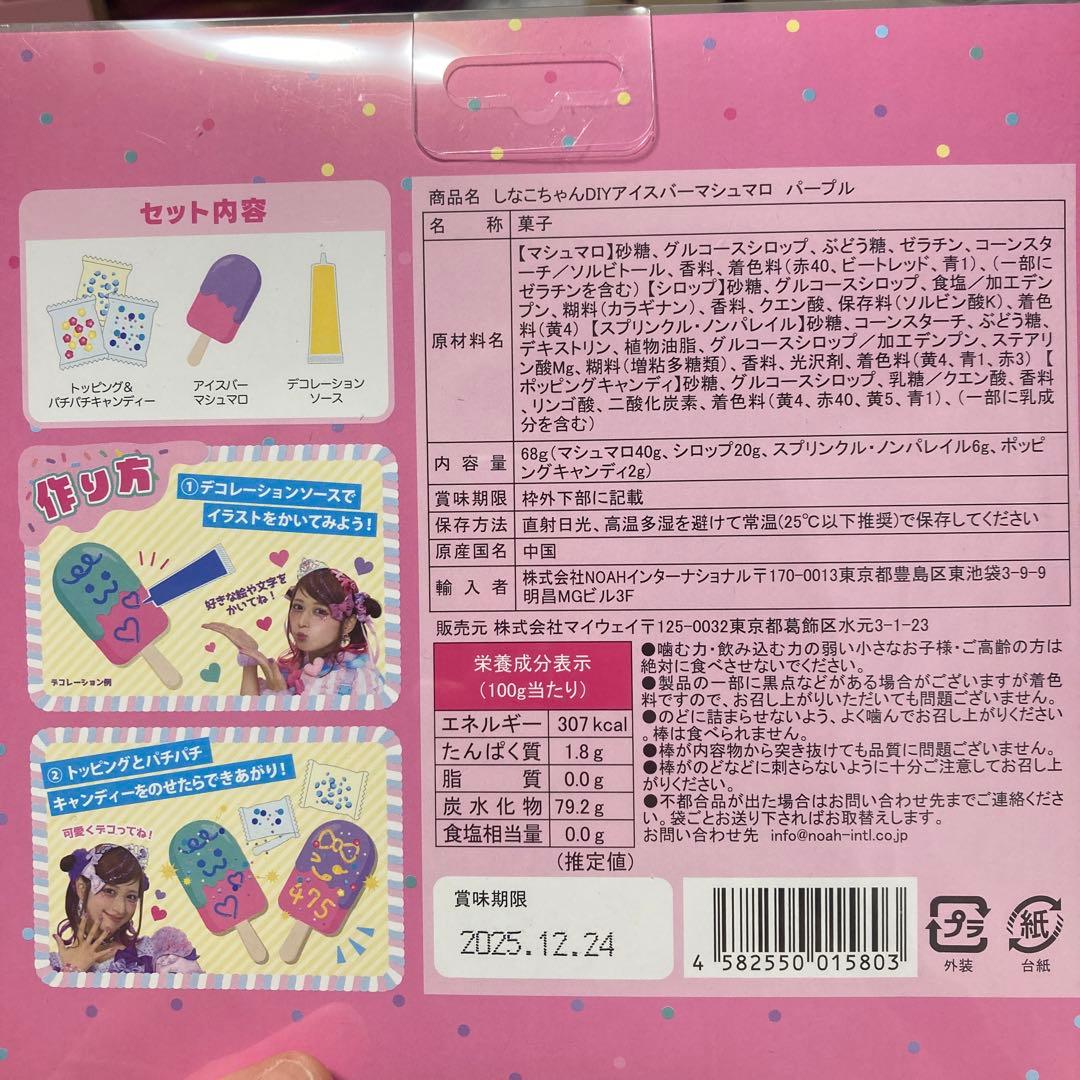 セット内容
トッピング&
パチパチキャンディー
アイスバー
マシュマロ
デコレーション
ソース
作り方
①デコレーションソースで
イラストをかいてみよう!
好きな絵や文字を
かいてね!
デコレーション例
②トッピングとパチパチ
キャンディーをのせたらできあがり!
可愛くデコってね!
475
商品名 しなこちゃんDIYアイスバーマシュマロ パープル
名 称 菓子
原材料名
【マシュマロ】砂糖、グルコースシロップ、ぶどう糖、ゼラチン、コーンスタ
ーチ/ソルビトール、香料、着色料(赤40、ビートレッド、青1)、(一部に
ゼラチンを含む)【シロップ】砂糖、グルコースシロップ、食塩/加工デン
プン、糊料(カラギナン)、香料、クエン酸、保存料(ソルビン酸K)、着色
料(黄4)【スプリンクル・ノンパレイル】砂糖、コーンスターチ、ぶどう糖、
デキストリン、植物油脂、グルコースシロップ/加工デンプン、ステアリ
ン酸Mg、糊料(増粘多糖類)、香料、光沢剤、着色料(黄4、青1、赤3)【
ポッピングキャンディ】砂糖、グルコースシロップ、乳糖/クエン酸、香料
、リンゴ酸、二酸化炭素、着色料(黄4、赤40、黄5、青1)、(一部に乳成
分を含む)
内 容 量 68g(マシュマロ40g、シロップ20g、スプリンクル・ノンパレイル6g、ポッピ
ングキャンディ2g)
賞味期限 枠外下部に記載
保存方法 直射日光、高温多湿を避けて常温(25℃以下推奨)で保存してください
原産国名 中国
輸 入 者 株式会社NOAHインターナショナル〒170-0013東京都豊島区東池袋3-9-9
明昌MGビル3F
販売元 株式会社マイウェイ〒125-0032東京都葛飾区水元3-1-23
栄養成分表示
(100g当たり)
エネルギー 307kcal
たんぱく質 1.8g
脂 質 0.0g
炭水化物 79.2g
食塩相当量 0.0g
(推定値)
●噛む力・飲み込む力の弱い小さなお子様・ご高齢の方は
絶対に食べさせないでください。
●製品の一部に黒点などがある場合がございますが着色
料ですので、お召し上がりいただいても問題ございません。
●のどに詰まらせないよう、よく噛んでお召し上がりください
。棒は食べられません。
●棒が内容物から突き抜けても品質に問題ございません。
●棒がのどなどに刺さらないように十分ご注意してお召し上
がりください。
●不都合品が出た場合はお問い合わせ先までご連絡くださ
い。袋ごとお送り下さればお取替えします。
お問い合わせ先 info@noah-intl.co.jp
賞味期限
2025.12.24
4 582550 015803
プラ
外装
紙
台紙